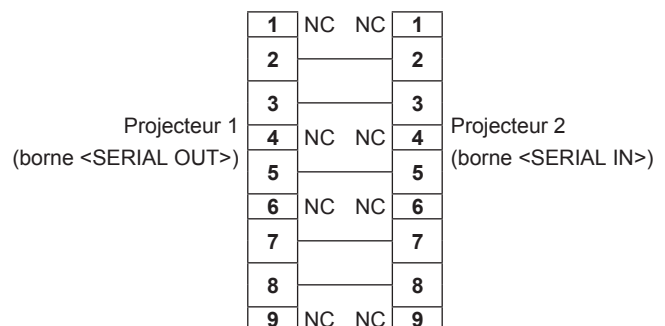 1 NC NC 1
2 2
3 3
Projecteur 1
(borne <SERIAL OUT>)
4 NC NC 4
Projecteur 2
(borne <SERIAL IN>)
5 5
6 NC NC 6
7 7
8 8
9 NC NC 9